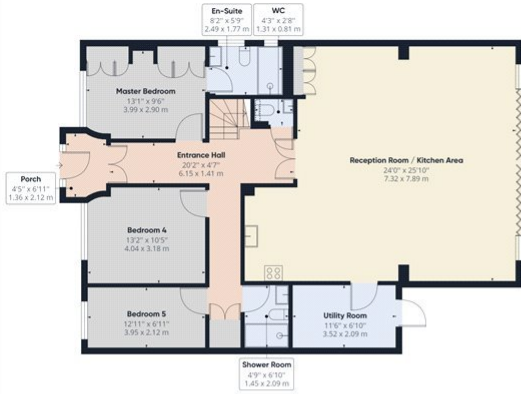 En-Suite
8'2" x 5'9"
2.49 x 1.77 m
WC
4'3" x 2'8"
1.31 x 0.81 m
Master Bedroom
13'1" x 9'6"
3.99 x 2.90 m
Entrance Hall
20'2" x 4'7"
6.15 x 1.41 m
Reception Room / Kitchen Area
24'0" x 25'10"
7.32 x 7.89 m
Porch
4'5" x 6'11"
1.36 x 2.12 m
Bedroom 4
13'2" x 10'5"
4.04 x 3.18 m
Bedroom 5
12'11" x 6'11"
3.95 x 2.12 m
Utility Room
11'6" x 6'10"
3.52 x 2.09 m
Shower Room
4'9" x 6'10"
1.45 x 2.09 m